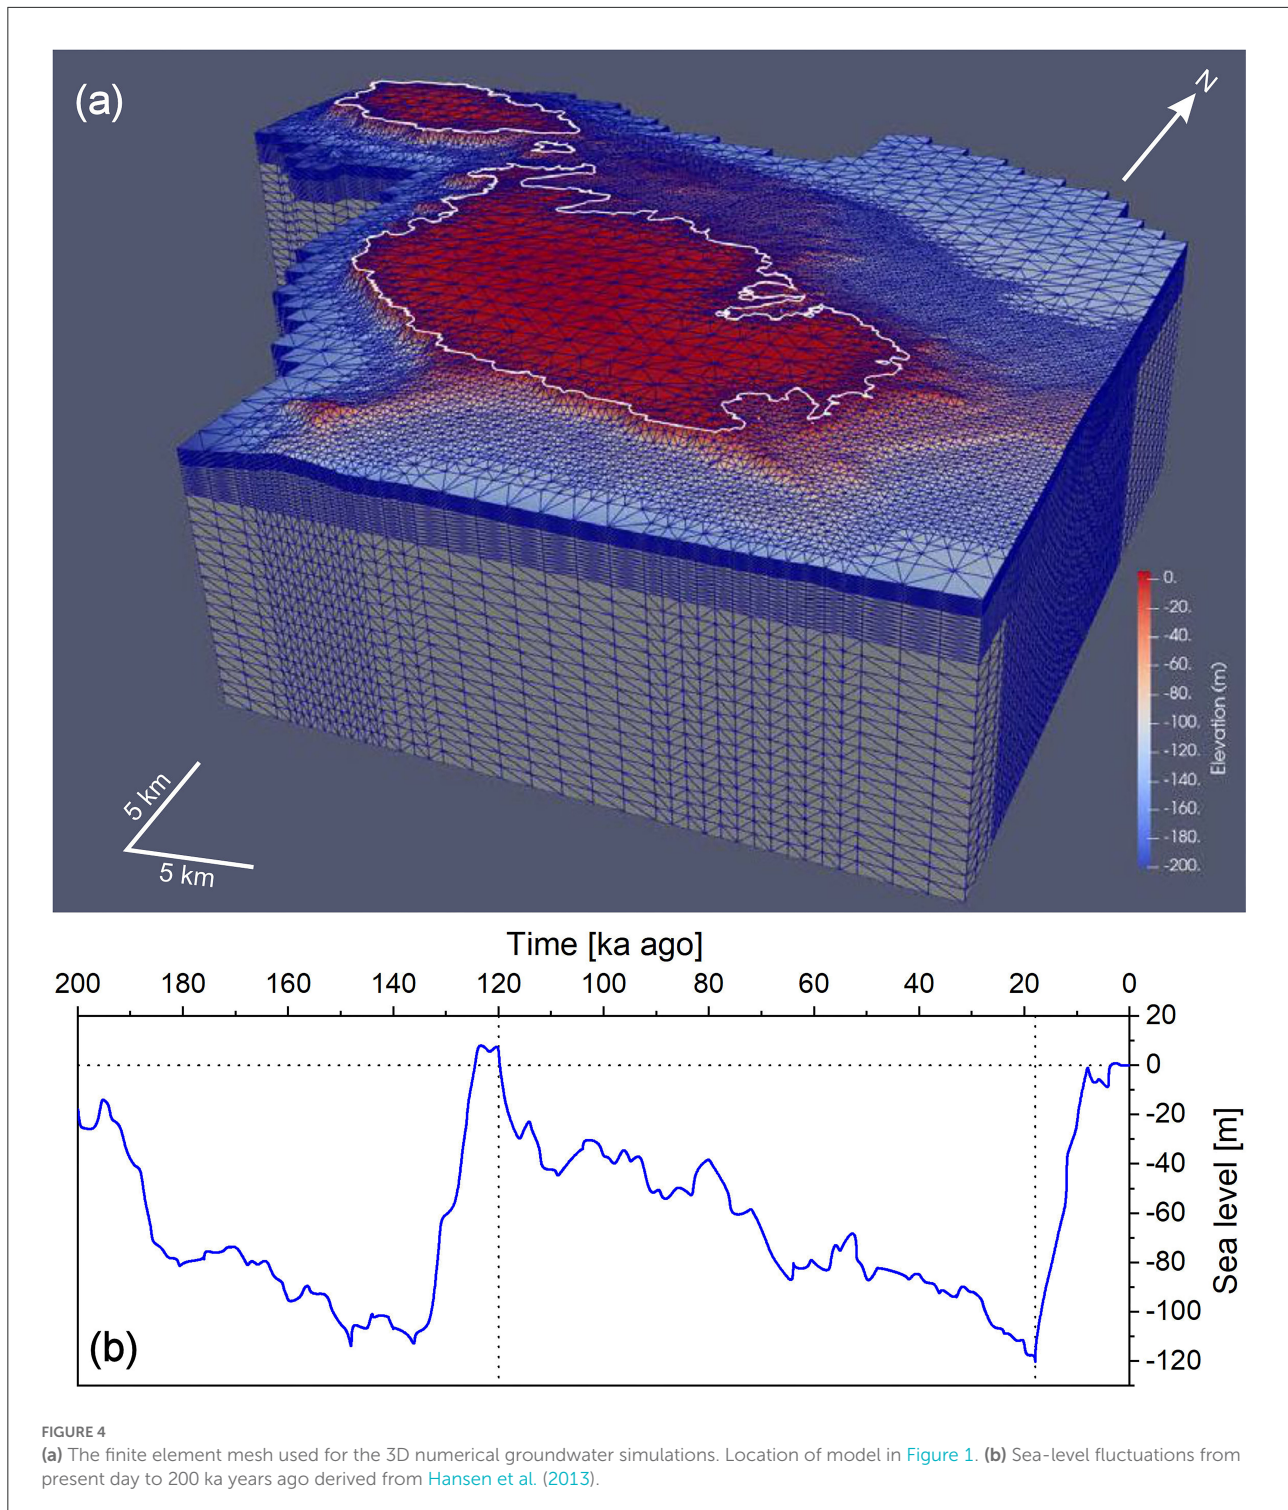 (a)
N
0.
-20.
-40.
-60.
-80.
-100.
-120.
-140.
-160.
-180.
-200.
Elevation (m)
5 km
5 km
Time [ka ago]
200 180 160 140 120 100 80 60 40 20 0
20
0
-20
-40
-60
-80
-100
-120
Sea level [m]
(b)
FIGURE 4
(a) The finite element mesh used for the 3D numerical groundwater simulations. Location of model in Figure 1. (b) Sea-level fluctuations from
present day to 200 ka years ago derived from Hansen et al. (2013).